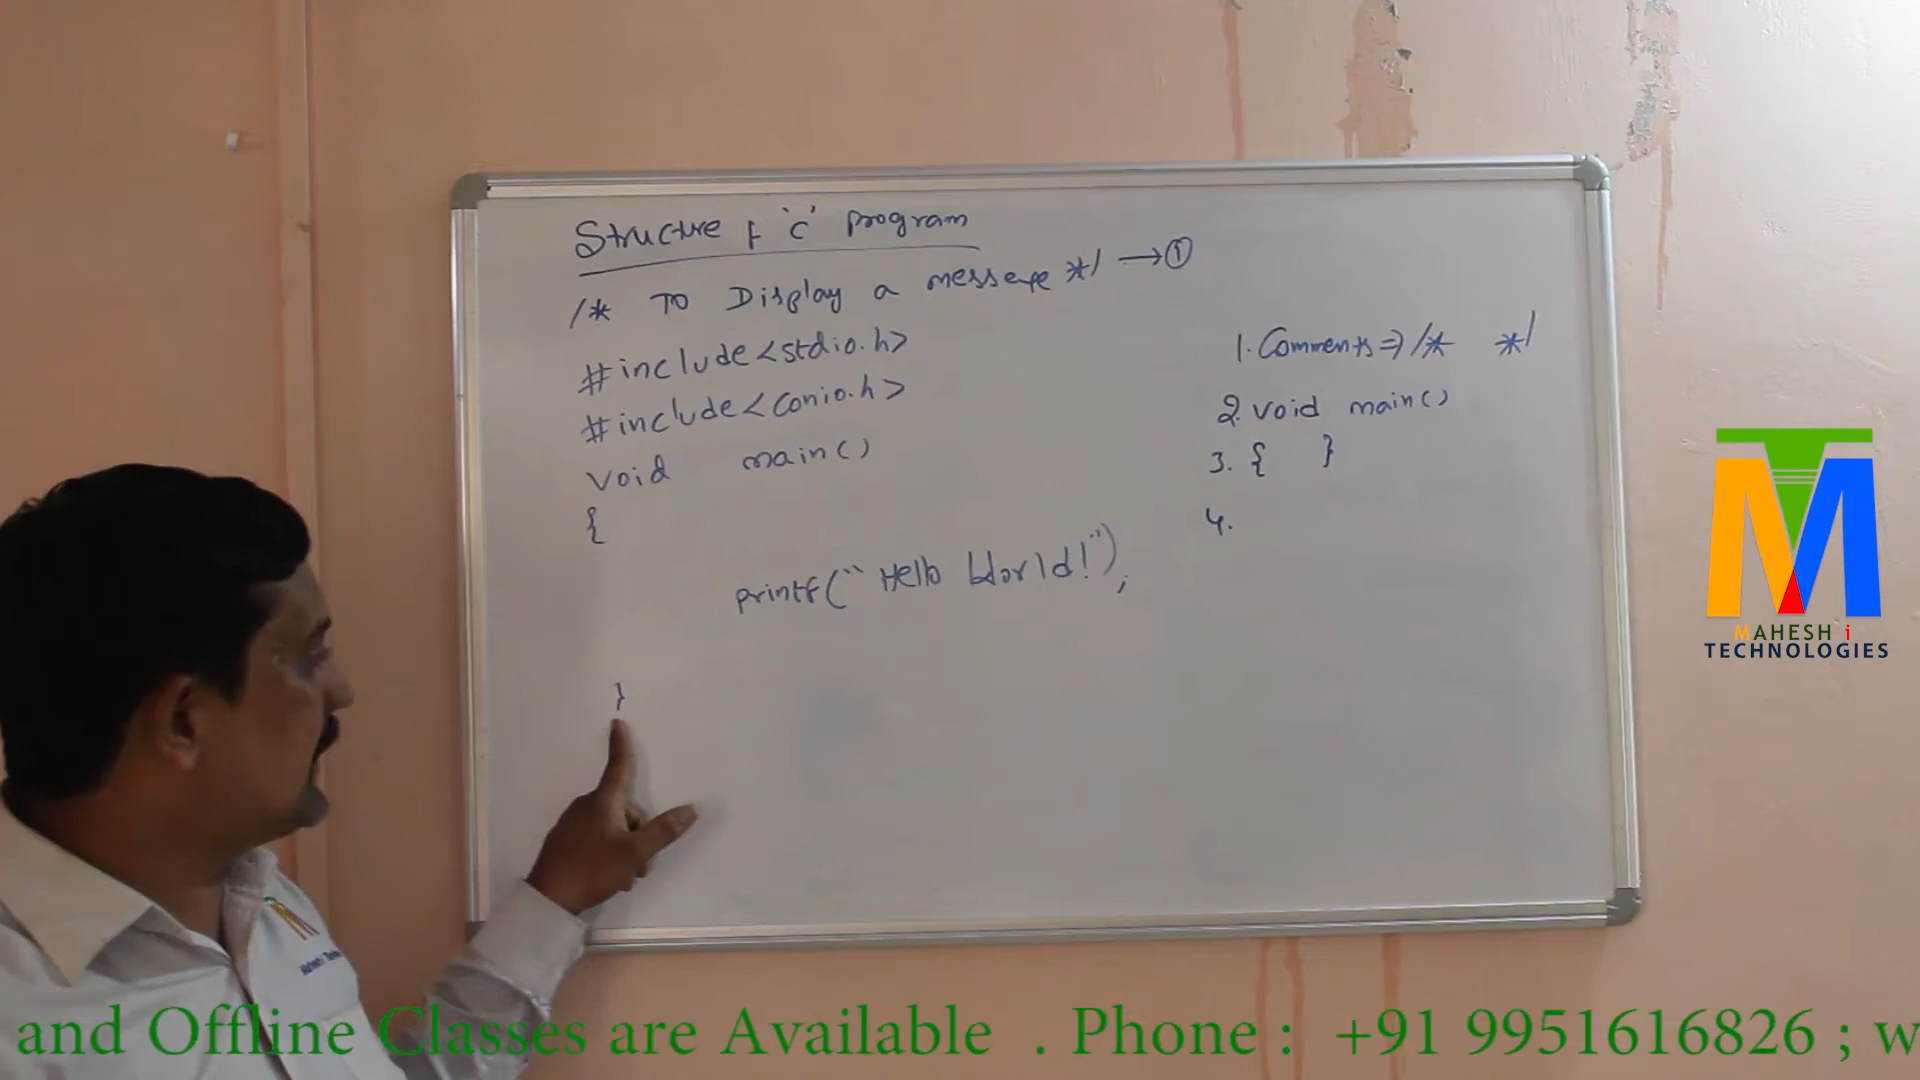 Structure of 'C' program
/* To Display a message */ → ①
#include<stdio.h>
#include<conio.h>
void main()
{
printf("Hello World!");
}
1. Comments ⇒ /* */
2. void main()
3. { }
4.
MAHESH i
TECHNOLOGIES
and Offline Classes are Available . Phone : +91 9951616826 ; w